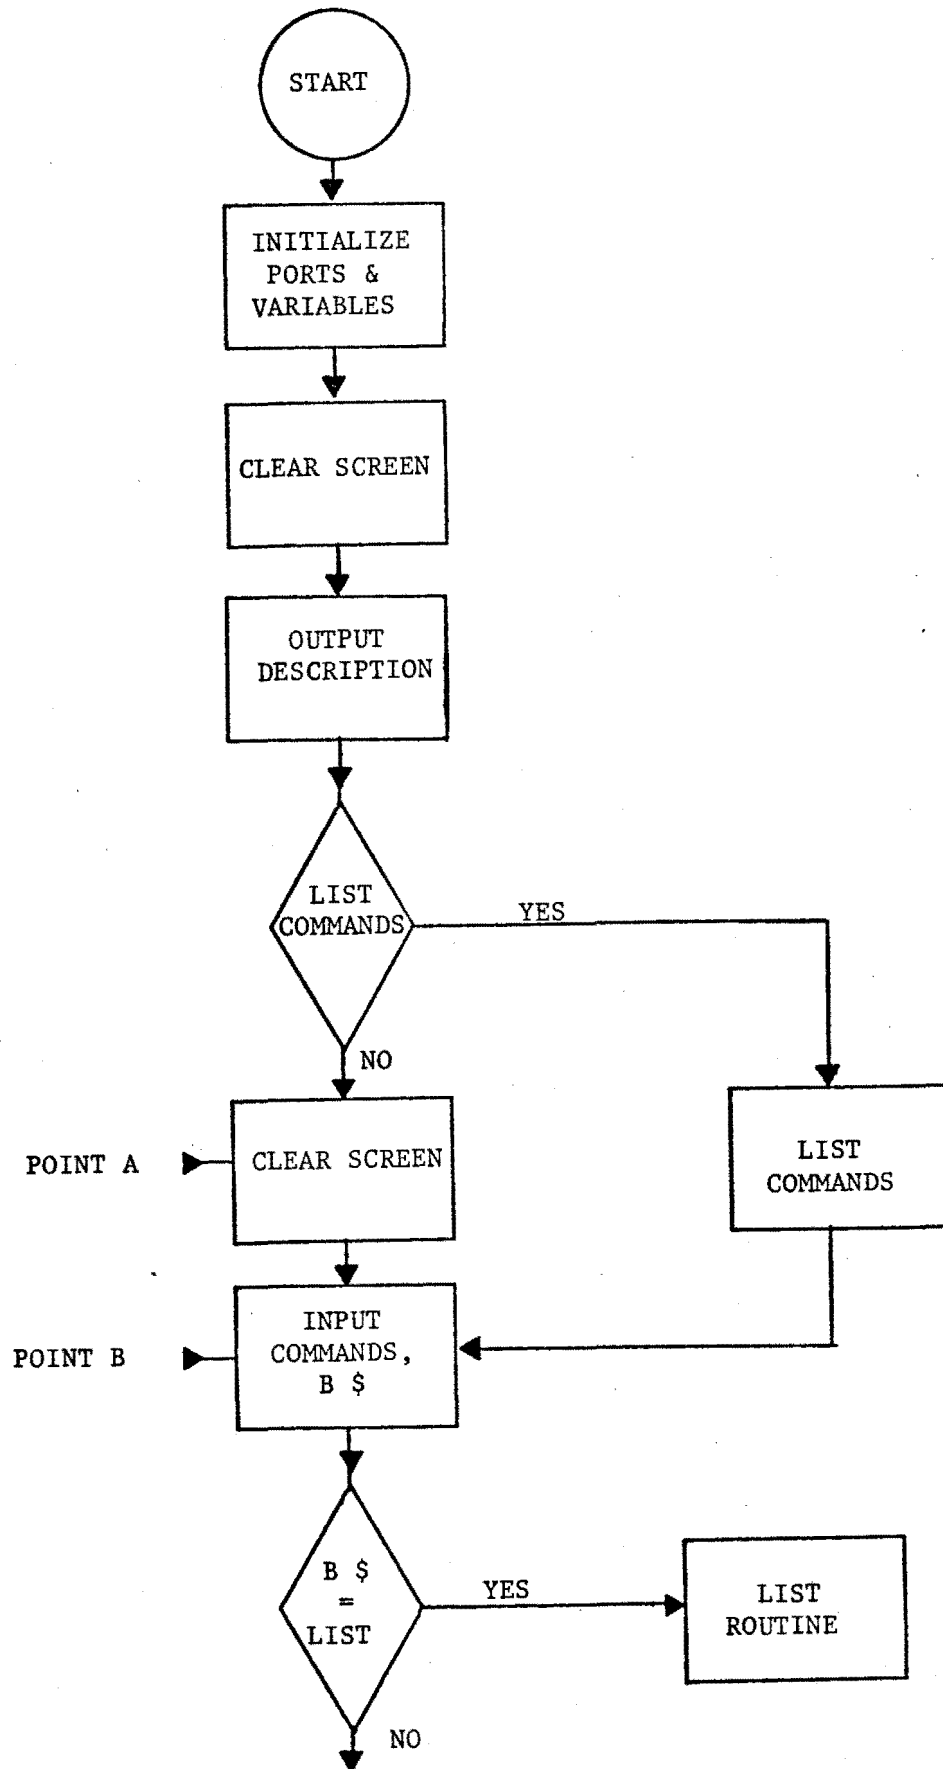 START
INITIALIZE
PORTS &
VARIABLES
CLEAR SCREEN
OUTPUT
DESCRIPTION
LIST
COMMANDS
YES
NO
POINT A
CLEAR SCREEN
LIST
COMMANDS
POINT B
INPUT
COMMANDS,
B $
B $
=
LIST
YES
LIST
ROUTINE
NO